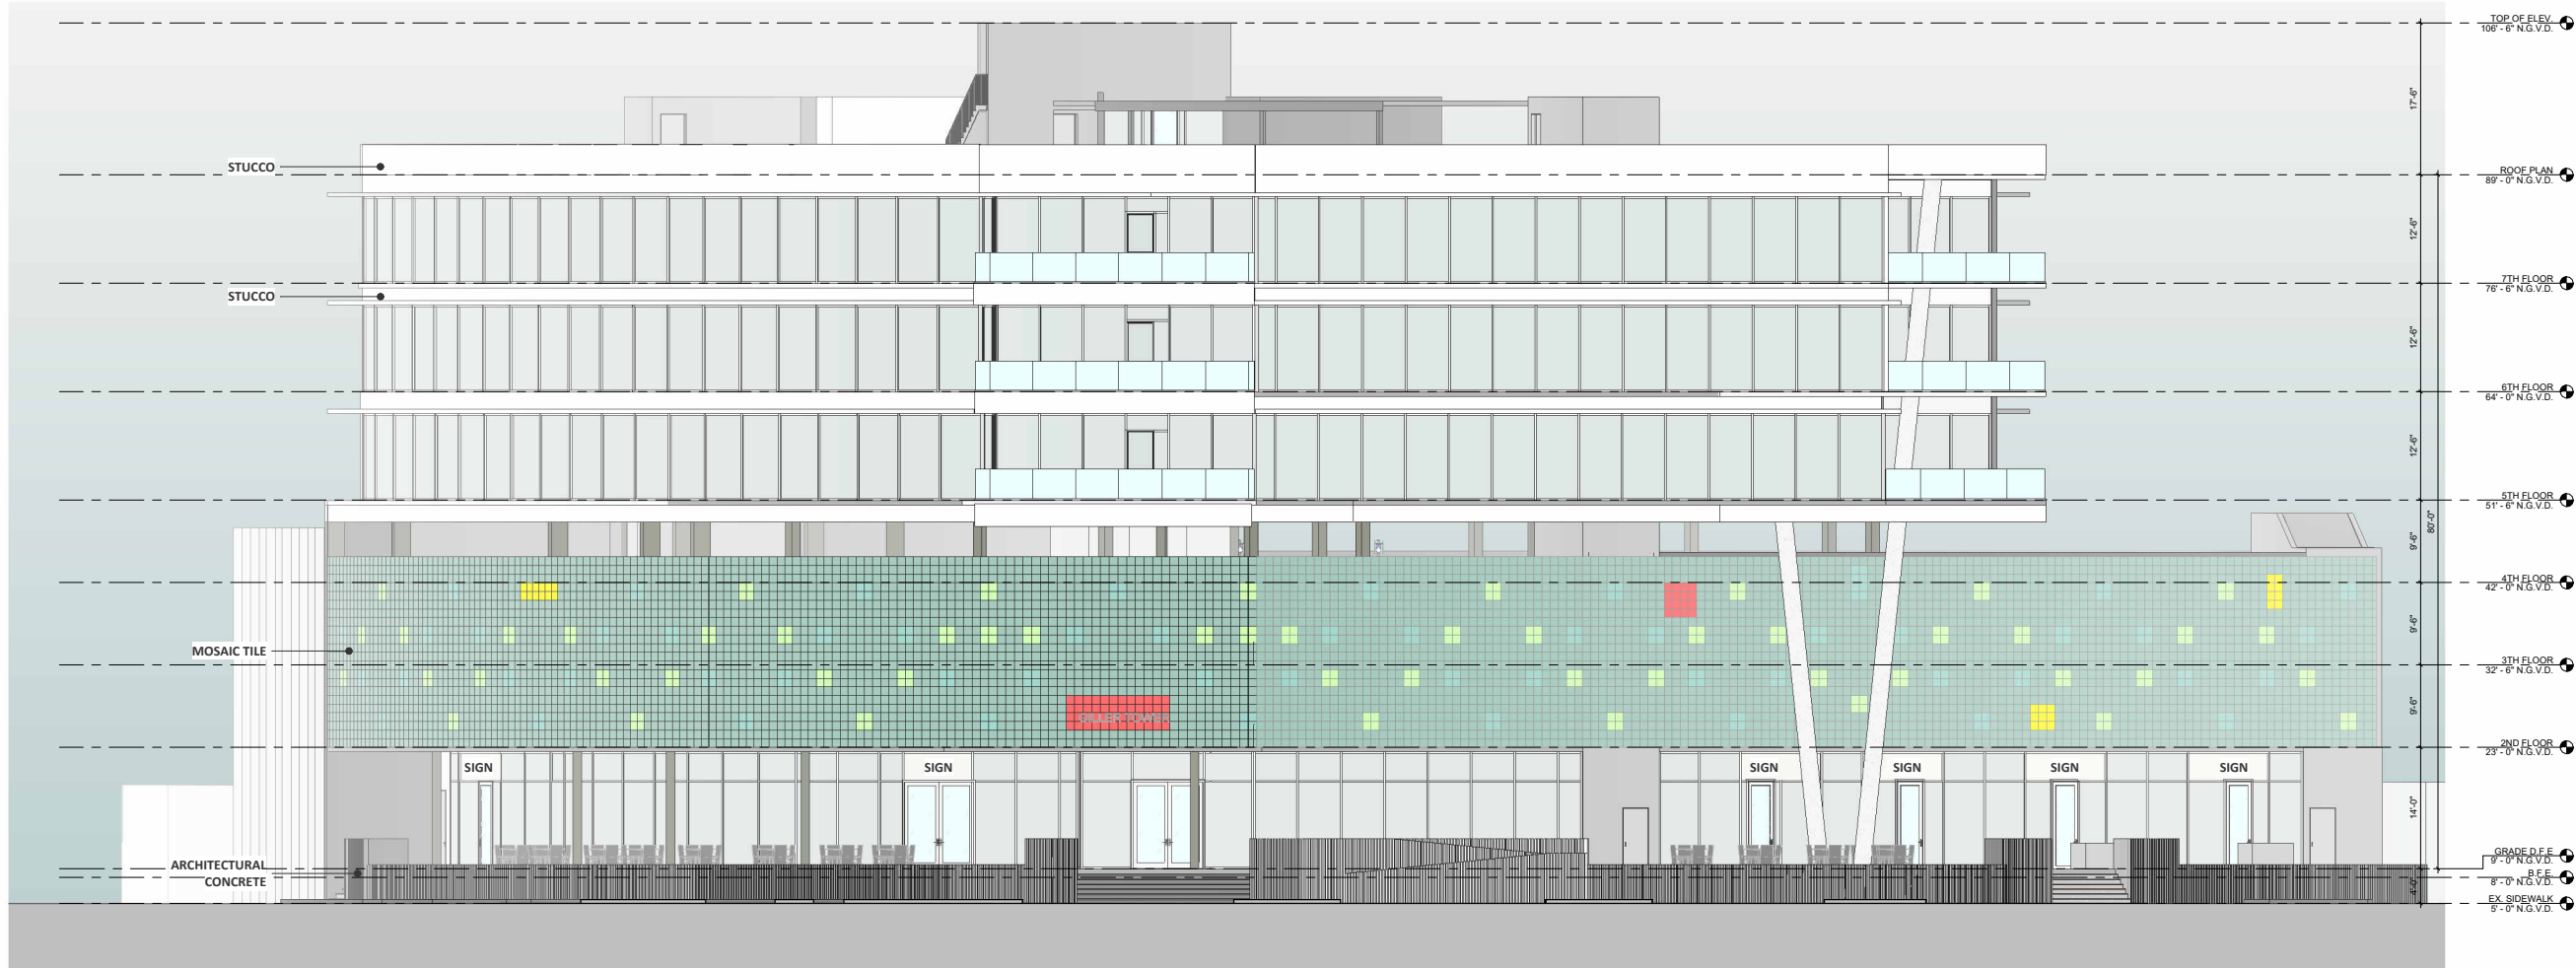 TOP OF ELEV.
106' - 6" N.G.V.D.
17'-6"
STUCCO
ROOF PLAN
89' - 0" N.G.V.D.
12'-6"
STUCCO
7TH FLOOR
76' - 6" N.G.V.D.
12'-6"
6TH FLOOR
64' - 0" N.G.V.D.
12'-6"
5TH FLOOR
51' - 6" N.G.V.D.
80'-0"
9'-6"
4TH FLOOR
42' - 0" N.G.V.D.
9'-6"
MOSAIC TILE
3TH FLOOR
32' - 6" N.G.V.D.
9'-6"
GILLER TOWER
2ND FLOOR
23' - 0" N.G.V.D.
SIGN
SIGN
SIGN
SIGN
SIGN
SIGN
14'-0"
ARCHITECTURAL
CONCRETE
GRADE D.F.E
9' - 0" N.G.V.D.
B.F.E.
8' - 0" N.G.V.D.
4'-0"
EX. SIDEWALK
5' - 0" N.G.V.D.